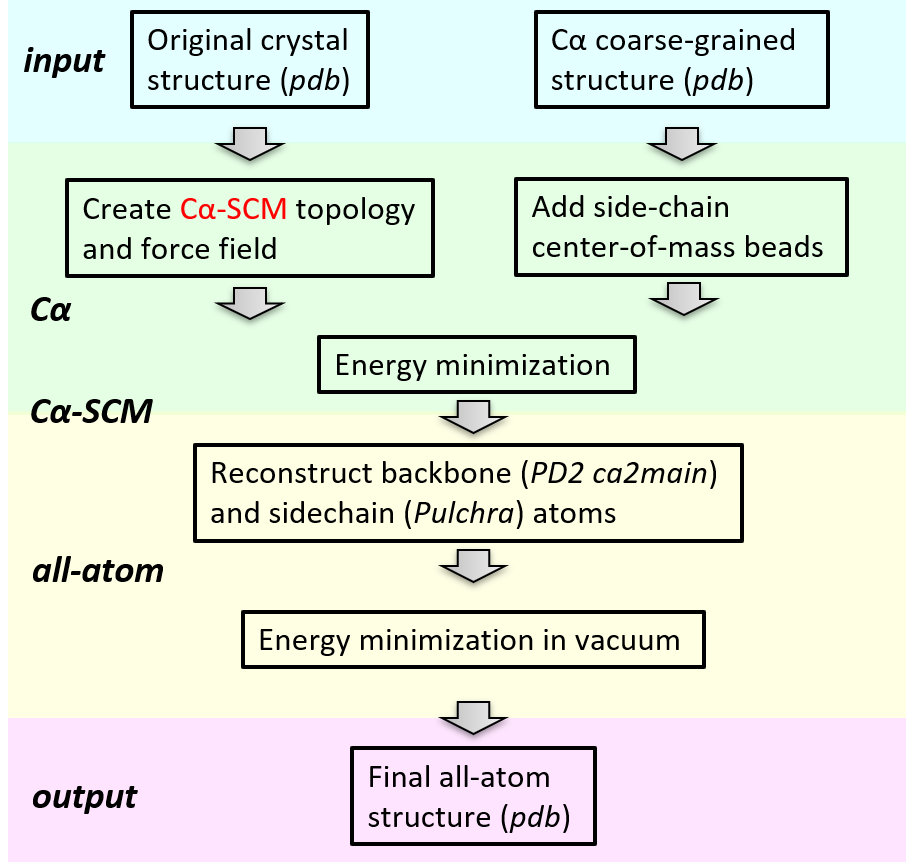 input
Original crystal
structure (pdb)
Cα coarse-grained
structure (pdb)
Create Cα-SCM topology
and force field
Add side-chain
center-of-mass beads
Cα
Energy minimization
Cα-SCM
Reconstruct backbone (PD2 ca2main)
and sidechain (Pulchra) atoms
all-atom
Energy minimization in vacuum
output
Final all-atom
structure (pdb)